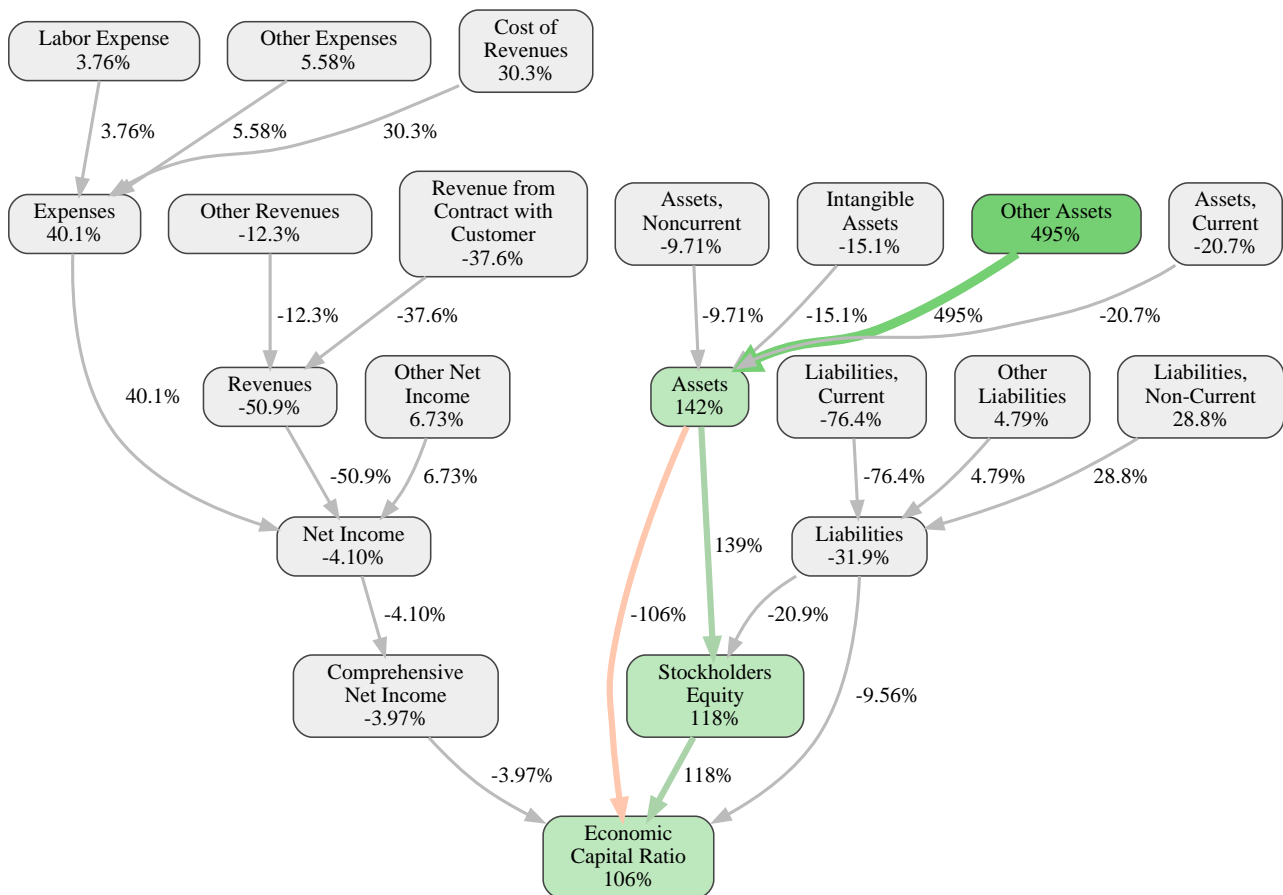 Labor Expense
3.76%
Other Expenses
5.58%
Cost of
Revenues
30.3%
3.76%
5.58%
30.3%
Expenses
40.1%
Other Revenues
-12.3%
Revenue from
Contract with
Customer
-37.6%
Assets,
Noncurrent
-9.71%
Intangible
Assets
-15.1%
Other Assets
495%
Assets,
Current
-20.7%
-12.3%
-37.6%
-9.71%
-15.1%
495%
-20.7%
40.1%
Revenues
-50.9%
Other Net
Income
6.73%
Assets
142%
Liabilities,
Current
-76.4%
Other
Liabilities
4.79%
Liabilities,
Non-Current
28.8%
-50.9%
6.73%
-76.4%
4.79%
28.8%
Net Income
-4.10%
139%
Liabilities
-31.9%
-4.10%
-106%
-20.9%
Comprehensive
Net Income
-3.97%
Stockholders
Equity
118%
-9.56%
-3.97%
118%
Economic
Capital Ratio
106%